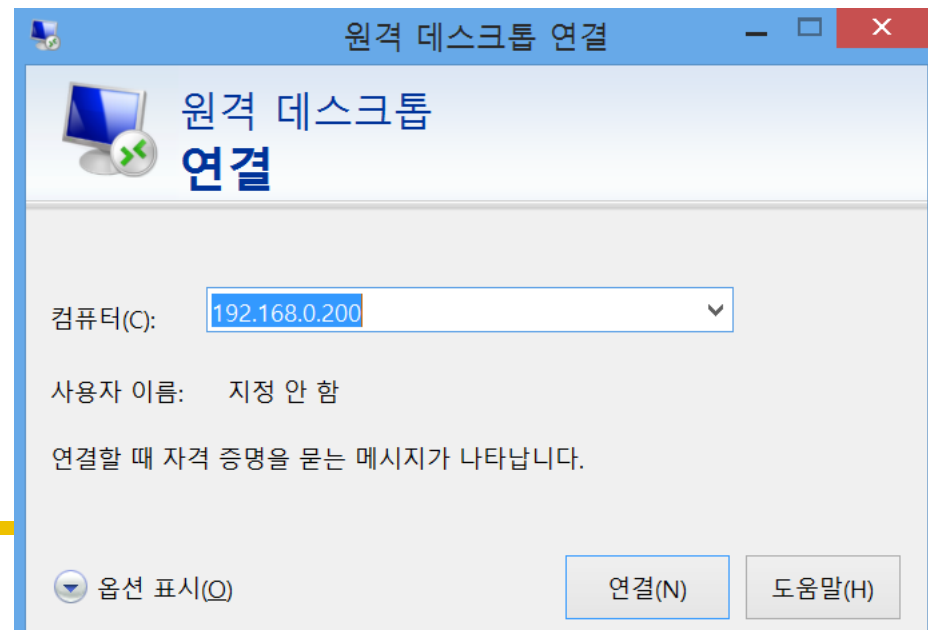 원격 데스크톱 연결
원격 데스크톱
연결
컴퓨터(C): 192.168.0.200
사용자 이름: 지정 안 함
연결할 때 자격 증명을 묻는 메시지가 나타납니다.
옵션 표시(O) 연결(N) 도움말(H)